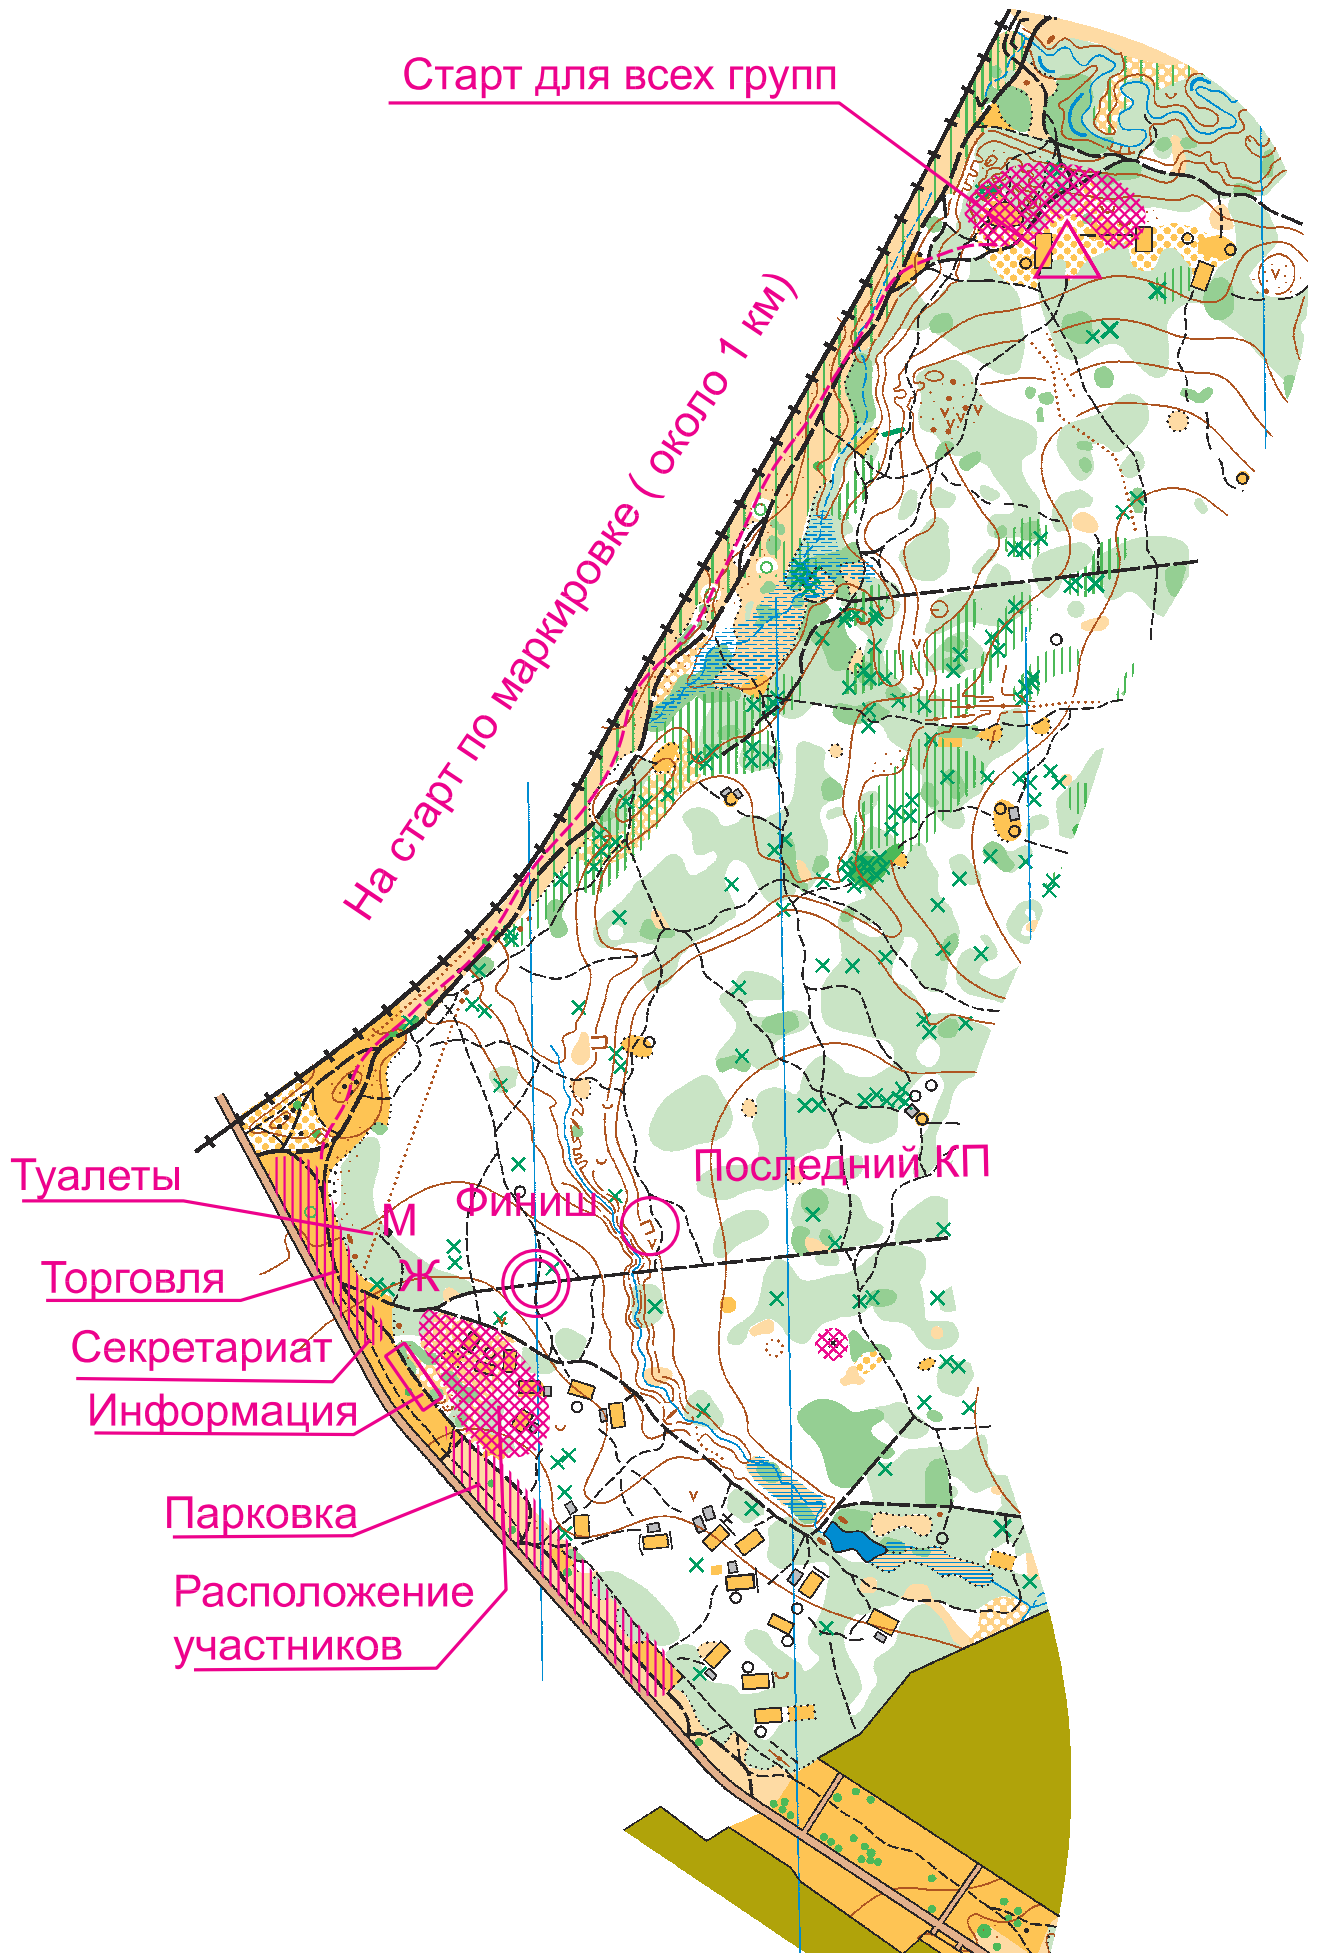 Старт для всех групп
На старт по маркировке ( около 1 км)
Последний КП
Туалеты
М
Финиш
Ж
Торговля
Секретариат
Информация
Парковка
Расположение
участников